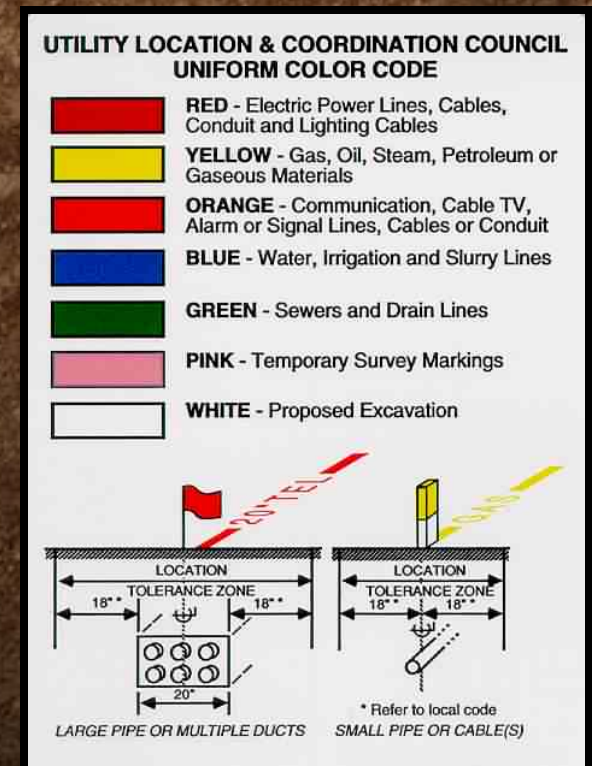 UTILITY LOCATION & COORDINATION COUNCIL
UNIFORM COLOR CODE
RED - Electric Power Lines, Cables,
Conduit and Lighting Cables
YELLOW - Gas, Oil, Steam, Petroleum or
Gaseous Materials
ORANGE - Communication, Cable TV,
Alarm or Signal Lines, Cables or Conduit
BLUE - Water, Irrigation and Slurry Lines
GREEN - Sewers and Drain Lines
PINK - Temporary Survey Markings
WHITE - Proposed Excavation
20"TEL
GAS
LOCATION
TOLERANCE ZONE
18"*
18"*
20"
LARGE PIPE OR MULTIPLE DUCTS
LOCATION
TOLERANCE ZONE
18"*
18"*
* Refer to local code
SMALL PIPE OR CABLE(S)